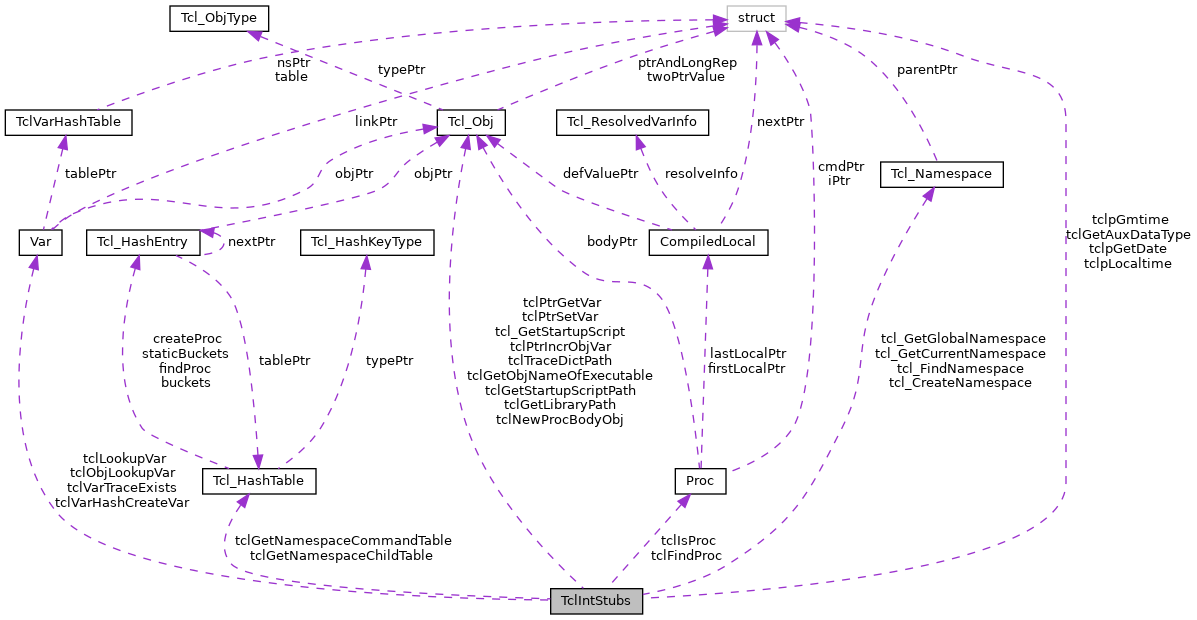 Tcl_ObjType
struct
nsPtr
table
typePtr
ptrAndLongRep
twoPtrValue
parentPtr
TclVarHashTable
linkPtr
Tcl_Obj
Tcl_ResolvedVarInfo
nextPtr
tablePtr
objPtr
objPtr
defValuePtr
resolveInfo
cmdPtr
iPtr
Tcl_Namespace
tclpGmtime
tclGetAuxDataType
tclpGetDate
tclpLocaltime
Var
Tcl_HashEntry
nextPtr
Tcl_HashKeyType
bodyPtr
CompiledLocal
createProc
staticBuckets
findProc
buckets
tablePtr
typePtr
tclPtrGetVar
tclPtrSetVar
tcl_GetStartupScript
tclPtrIncrObjVar
tclTraceDictPath
tclGetObjNameOfExecutable
tclGetStartupScriptPath
tclGetLibraryPath
tclNewProcBodyObj
lastLocalPtr
firstLocalPtr
tcl_GetGlobalNamespace
tcl_GetCurrentNamespace
tcl_FindNamespace
tcl_CreateNamespace
tclLookupVar
tclObjLookupVar
tclVarTraceExists
tclVarHashCreateVar
Tcl_HashTable
Proc
tclGetNamespaceCommandTable
tclGetNamespaceChildTable
tclIsProc
tclFindProc
TclIntStubs